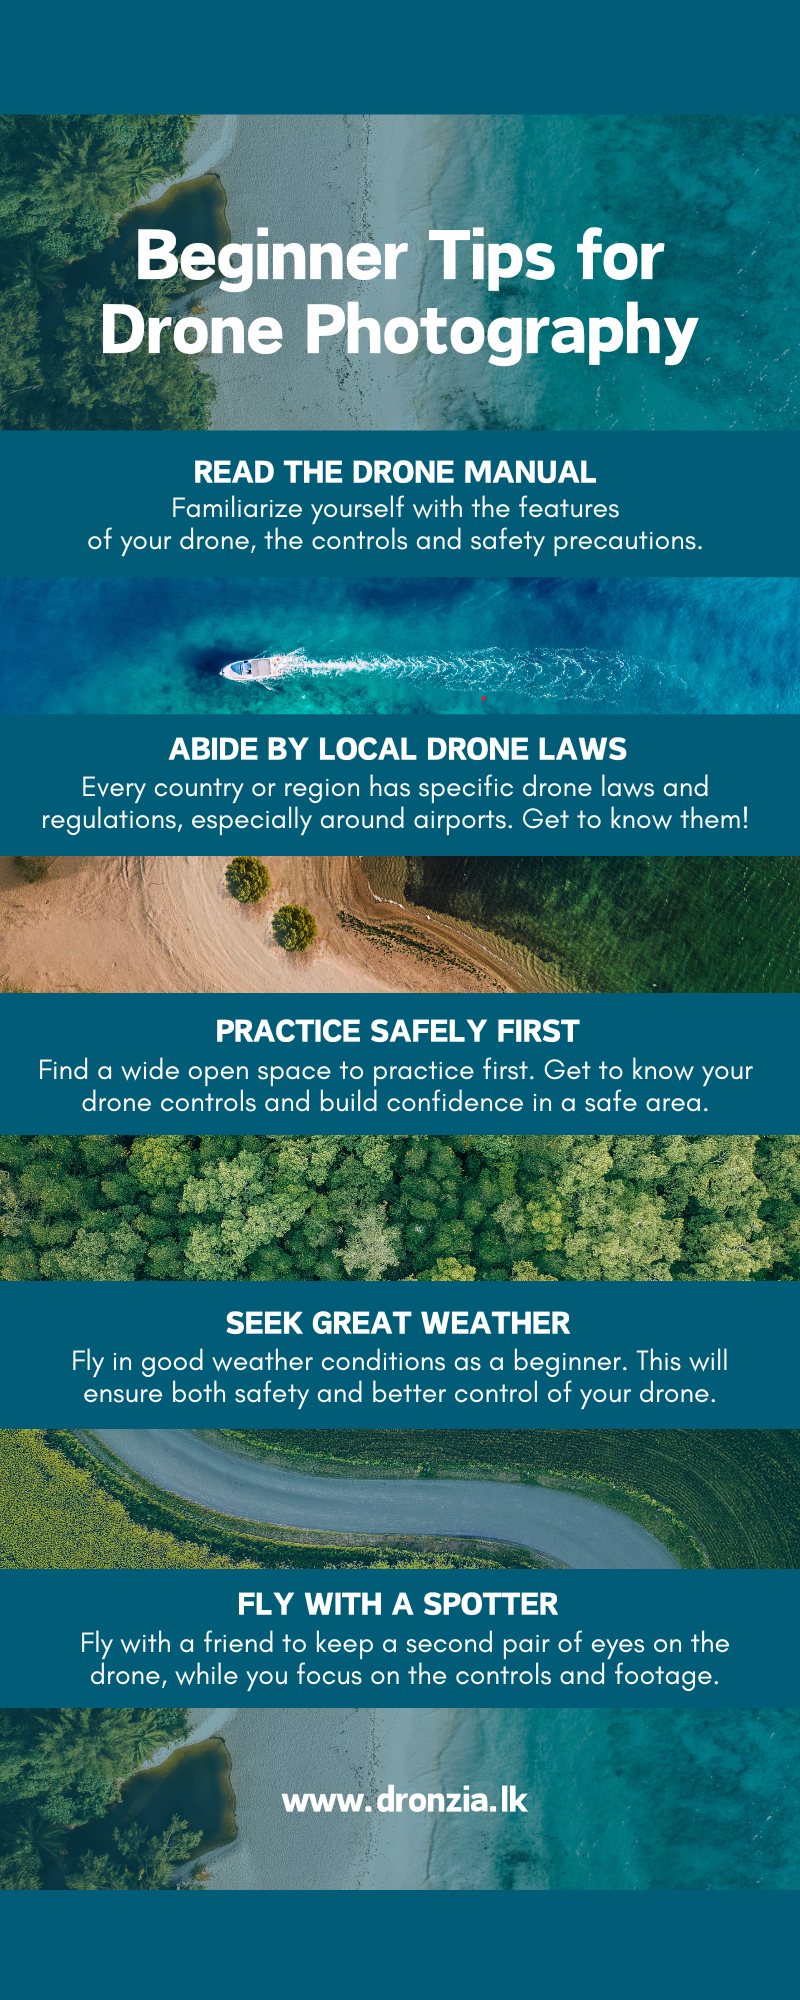 Beginner Tips for
Drone Photography
READ THE DRONE MANUAL
Familiarize yourself with the features
of your drone, the controls and safety precautions.
ABIDE BY LOCAL DRONE LAWS
Every country or region has specific drone laws and
regulations, especially around airports. Get to know them!
PRACTICE SAFELY FIRST
Find a wide open space to practice first. Get to know your
drone controls and build confidence in a safe area.
SEEK GREAT WEATHER
Fly in good weather conditions as a beginner. This will
ensure both safety and better control of your drone.
FLY WITH A SPOTTER
Fly with a friend to keep a second pair of eyes on the
drone, while you focus on the controls and footage.
www.dronzia.lk